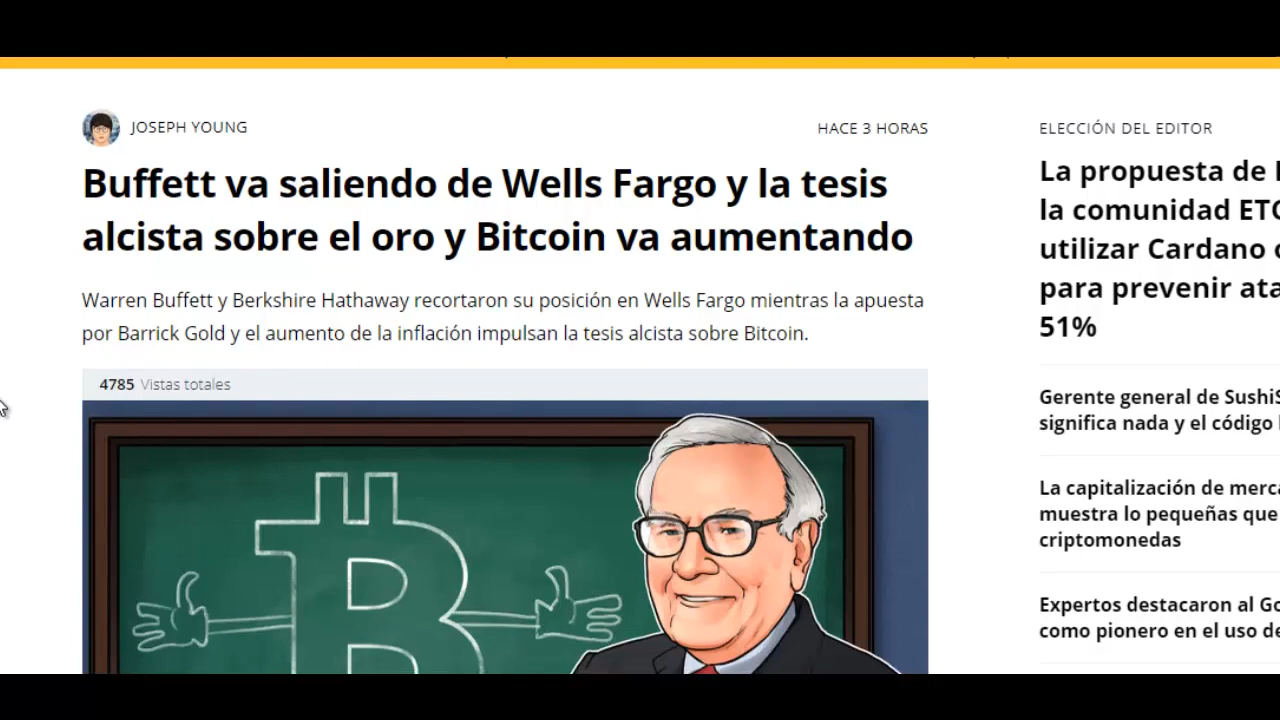 JOSEPH YOUNG
HACE 3 HORAS
Buffett va saliendo de Wells Fargo y la tesis
alcista sobre el oro y Bitcoin va aumentando
Warren Buffett y Berkshire Hathaway recortaron su posición en Wells Fargo mientras la apuesta
por Barrick Gold y el aumento de la inflación impulsan la tesis alcista sobre Bitcoin.
4785 Vistas totales
ELECCIÓN DEL EDITOR
La propuesta de
la comunidad
utilizar Cardano
para prevenir
51%
Gerente general de
significa nada y el código
La capitalización de
muestra lo pequeñas que
criptomonedas
Expertos destacaron al
como pionero en el uso